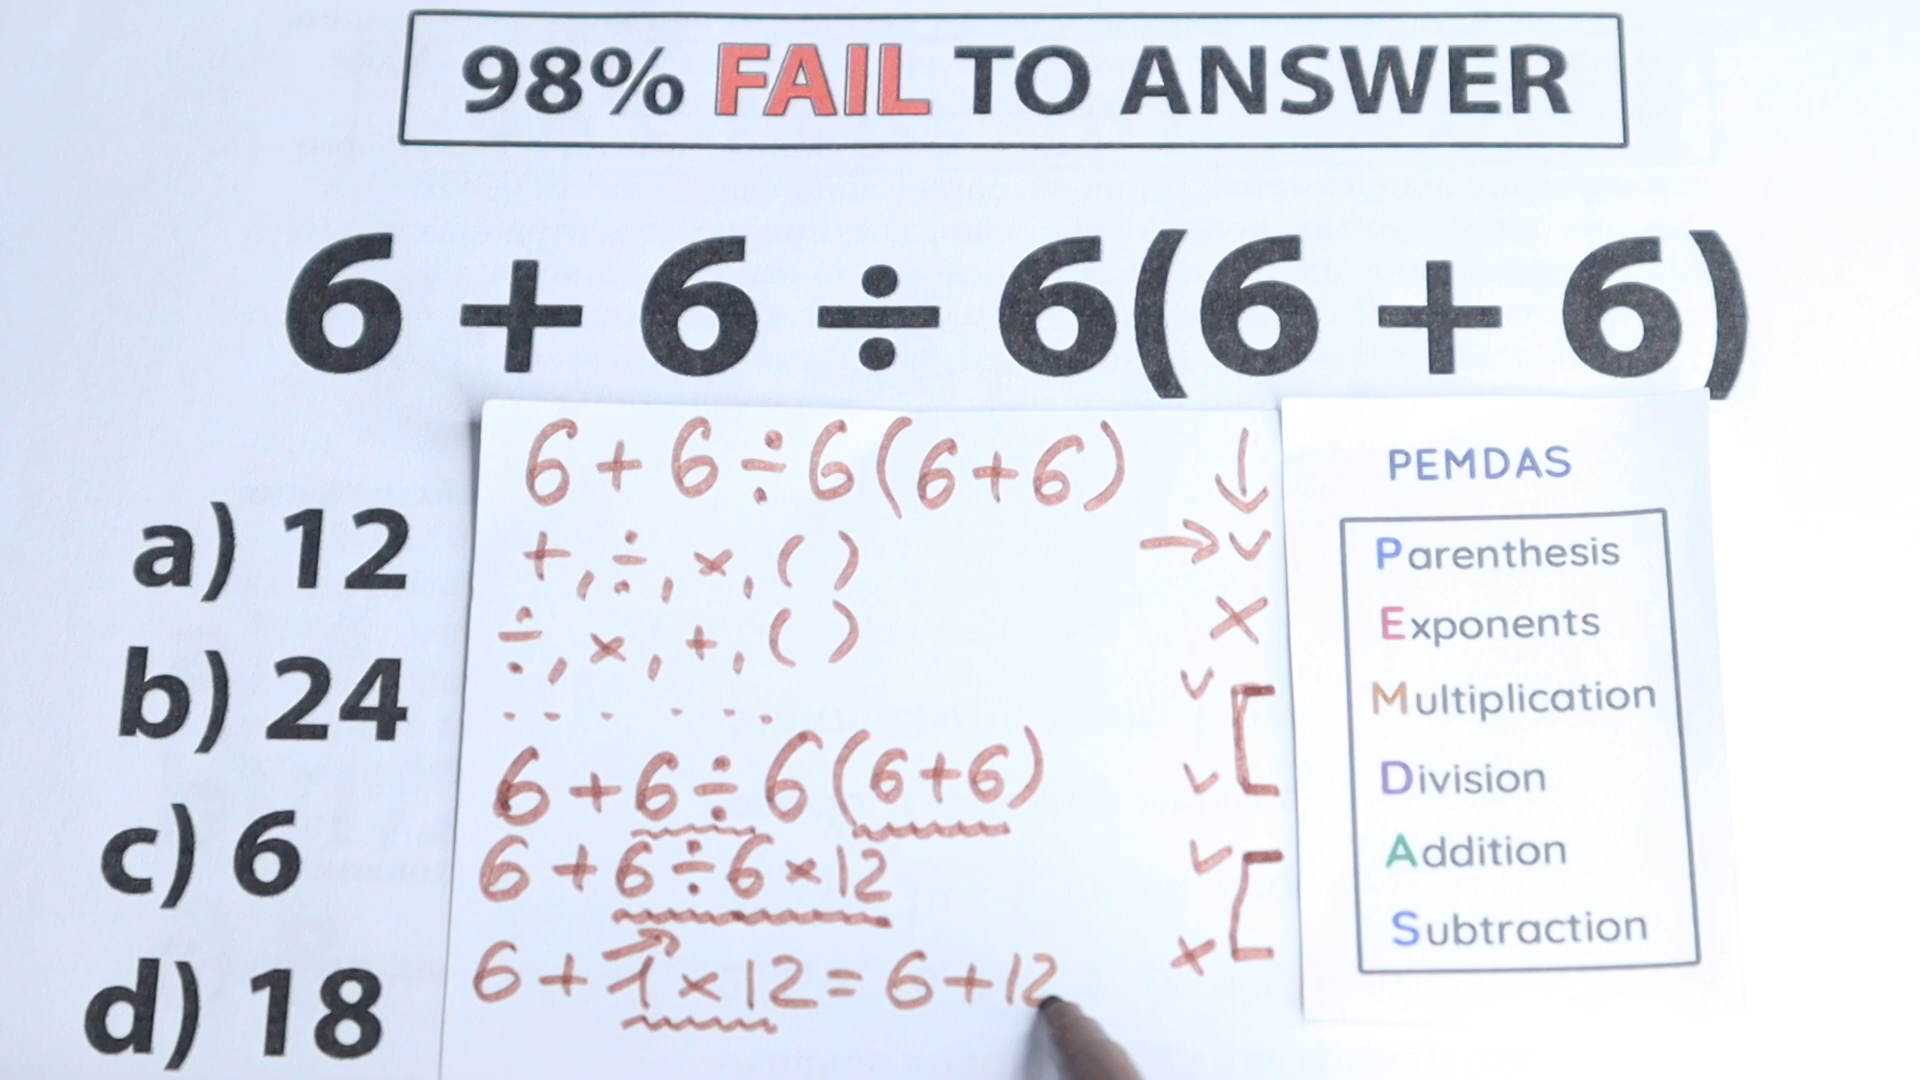 98% FAIL TO ANSWER
6 + 6 ÷ 6(6 + 6)
a) 12
b) 24
c) 6
d) 18
6 + 6 ÷ 6 (6+6)
+, ÷, ×, ( )
÷, ×, +, ( )
- - - - - -
6 + 6 ÷ 6 (6+6)
6 + 6 ÷ 6 × 12
6 + 1 × 12 = 6 + 12
PEMDAS
Parenthesis
Exponents
Multiplication
Division
Addition
Subtraction